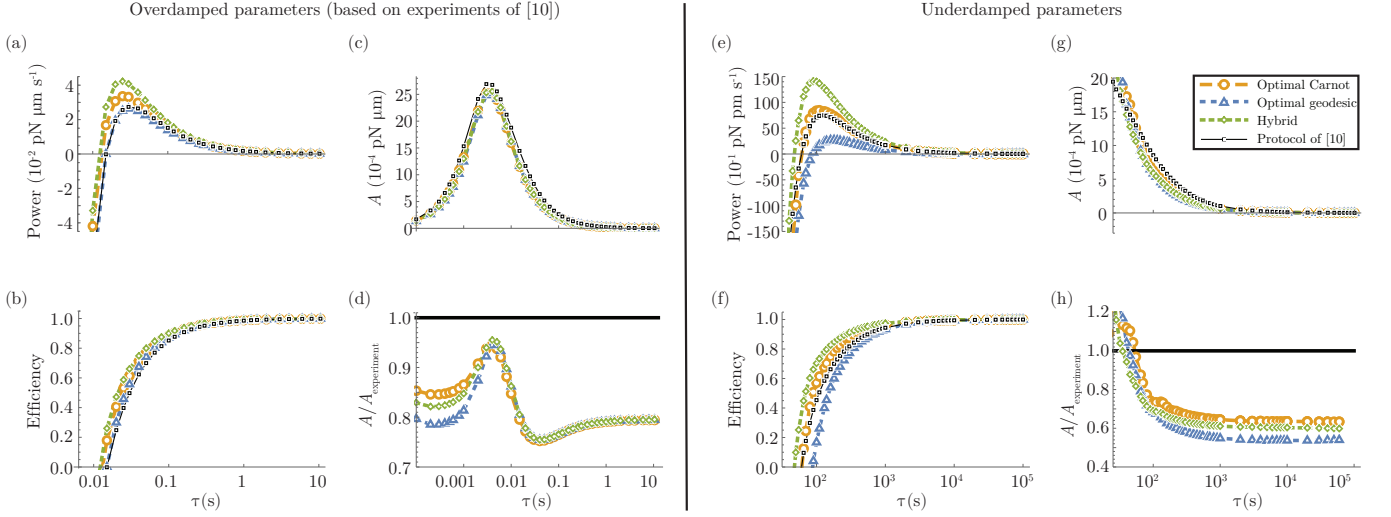 Overdamped parameters (based on experiments of [10])
(a)
(c)
Power (10⁻² pN μm s⁻¹)
4
2
0
-2
-4
A (10⁻⁴ pN μm)
25
20
15
10
5
0
(b)
(d)
Efficiency
1.0
0.8
0.6
0.4
0.2
0.0
0.01
0.1
1
10
τ(s)
A/A_experiment
1.0
0.9
0.8
0.7
0.001
0.01
0.1
1
10
τ(s)
Underdamped parameters
(e)
(g)
Power (10⁻¹ pN pm s⁻¹)
150
100
50
0
-50
-100
-150
A (10⁻⁴ pN μm)
20
15
10
5
0
Optimal Carnot
Optimal geodesic
Hybrid
Protocol of [10]
(f)
(h)
Efficiency
1.0
0.8
0.6
0.4
0.2
0.0
10²
10³
10⁴
10⁵
τ(s)
A/A_experiment
1.2
1.0
0.8
0.6
0.4
10²
10³
10⁴
10⁵
τ(s)